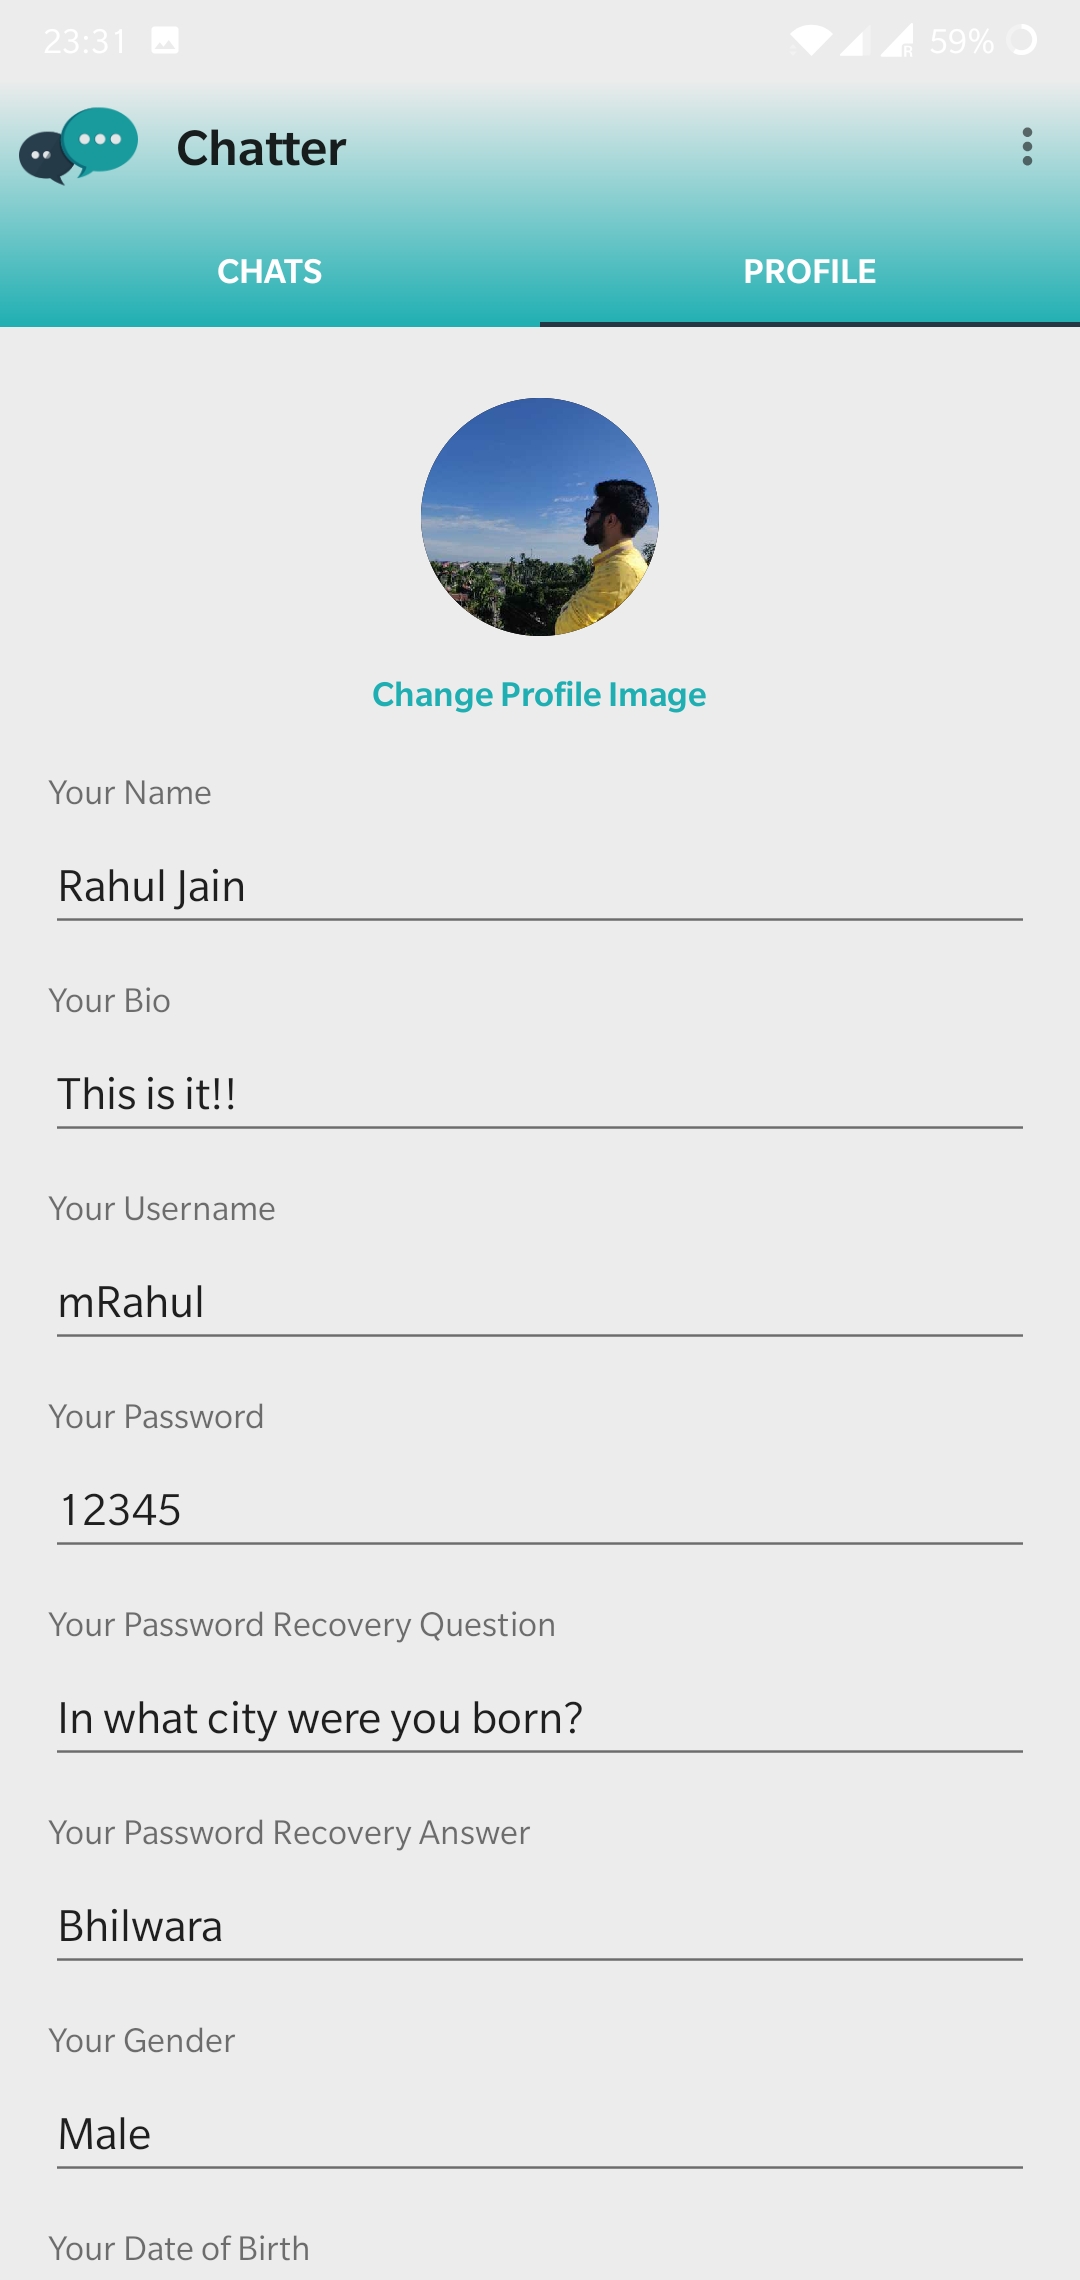 23:31
59%
R
Chatter
CHATS
PROFILE
Change Profile Image
Your Name
Rahul Jain
Your Bio
This is it!!
Your Username
mRahul
Your Password
12345
Your Password Recovery Question
In what city were you born?
Your Password Recovery Answer
Bhilwara
Your Gender
Male
Your Date of Birth